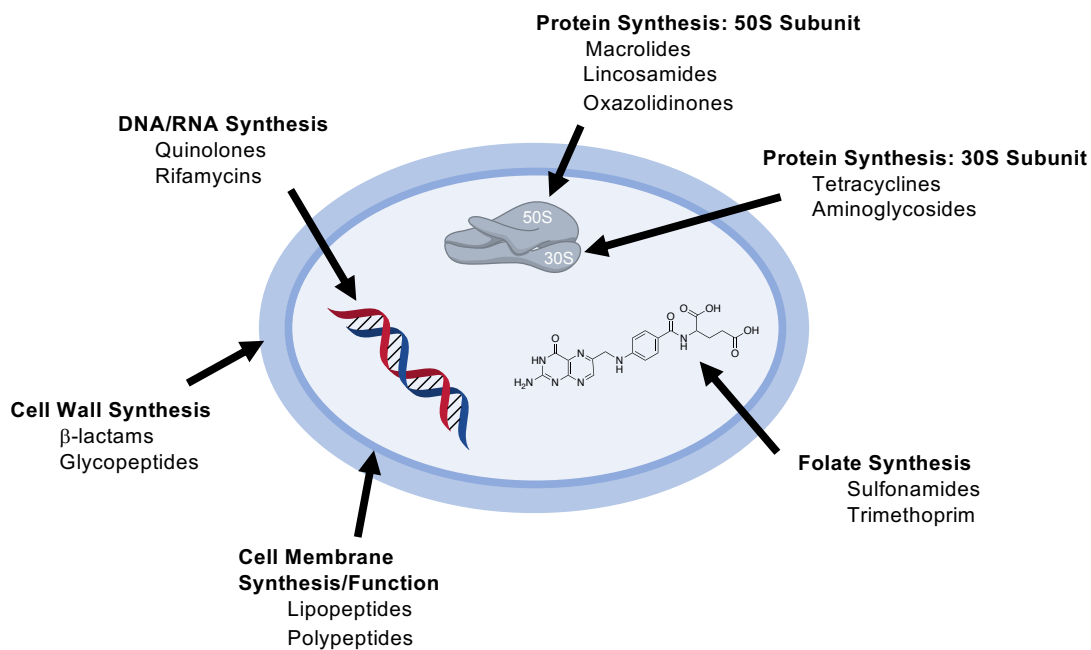 Protein Synthesis: 50S Subunit
Macrolides
Lincosamides
Oxazolidinones
DNA/RNA Synthesis
Quinolones
Rifamycins
Protein Synthesis: 30S Subunit
Tetracyclines
Aminoglycosides
50S
30S
O
OH
O
N
H
OH
O
O
HN
H₂N
N
N
N
N
N
H
Cell Wall Synthesis
β-lactams
Glycopeptides
Folate Synthesis
Sulfonamides
Trimethoprim
Cell Membrane
Synthesis/Function
Lipopeptides
Polypeptides